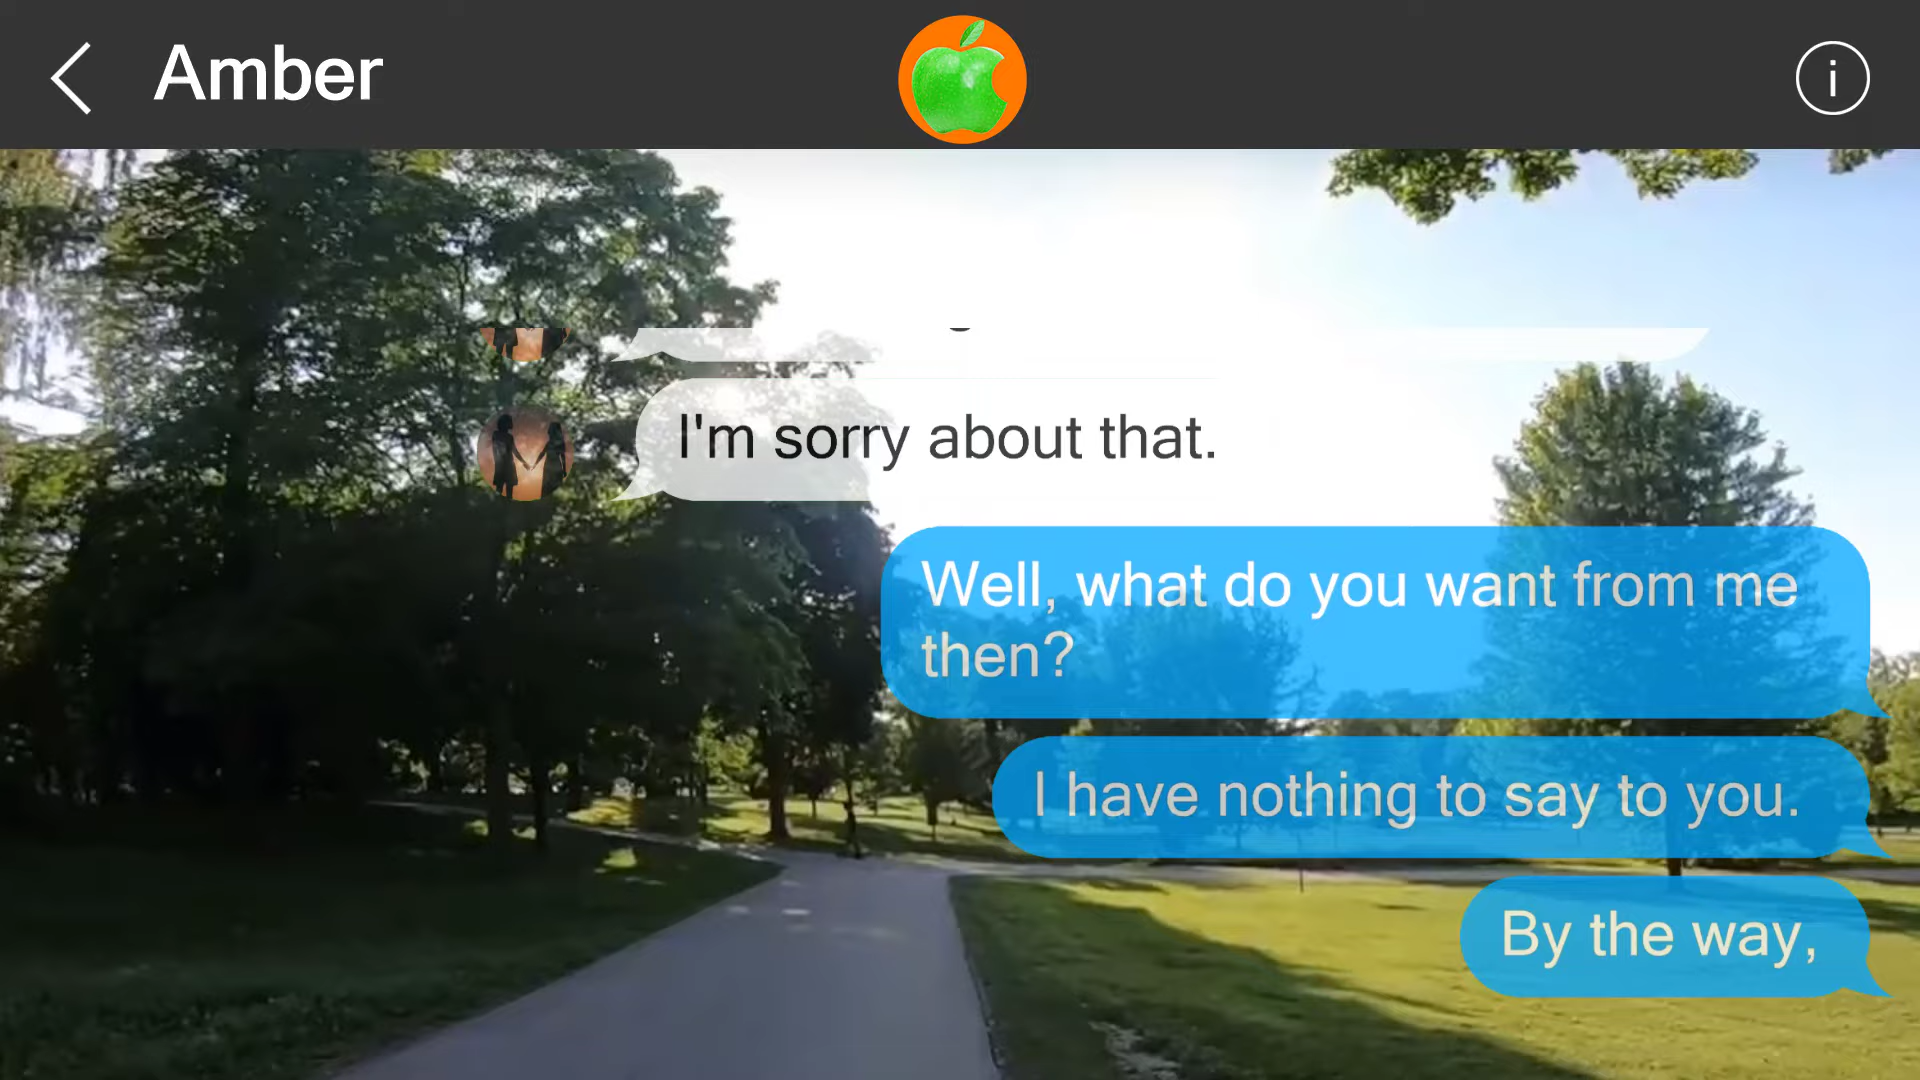 Amber
I'm sorry about that.
Well, what do you want from me
then?
I have nothing to say to you.
By the way,